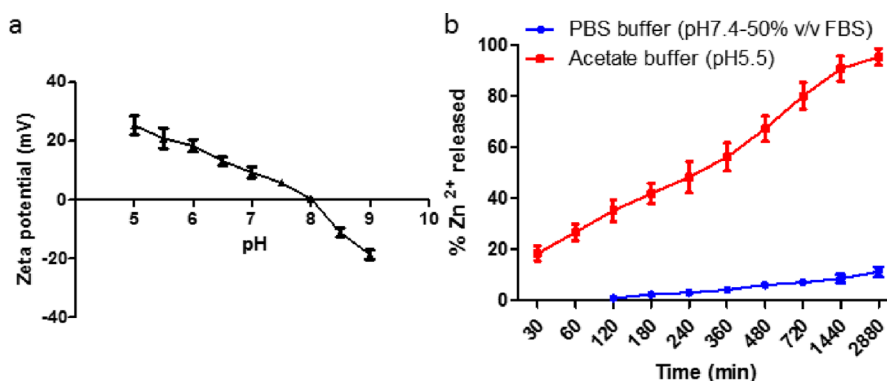 a
Zeta potential (mV)
40
20
0
-20
-40
5 6 7 8 9 10
pH
b
PBS buffer (pH7.4-50% v/v FBS)
Acetate buffer (pH5.5)
% Zn 2+ released
100
80
60
40
20
0
30 60 120 180 240 360 480 720 1440 2880
Time (min)